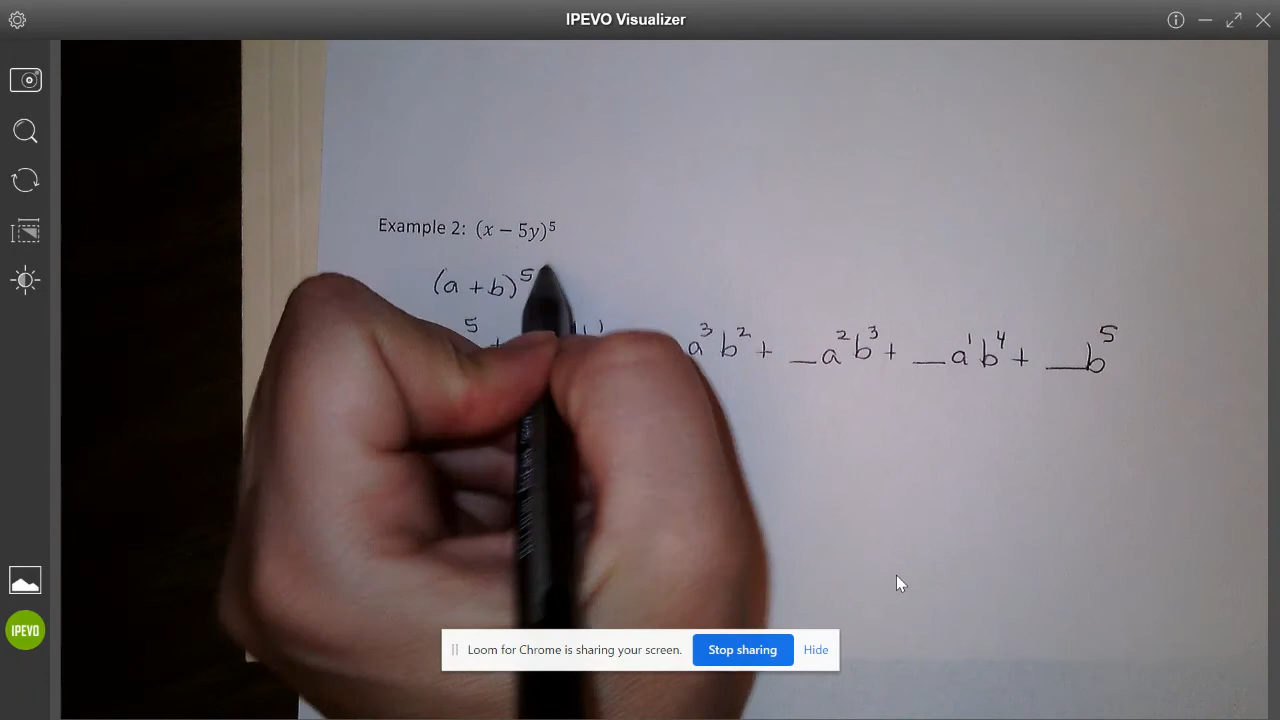 IPEVO Visualizer
Example 2: (x − 5y)⁵
(a + b)⁵
⁵ + a³b² + __a²b³ + __a¹b⁴ + __b⁵
IPEVO
Loom for Chrome is sharing your screen. Stop sharing Hide